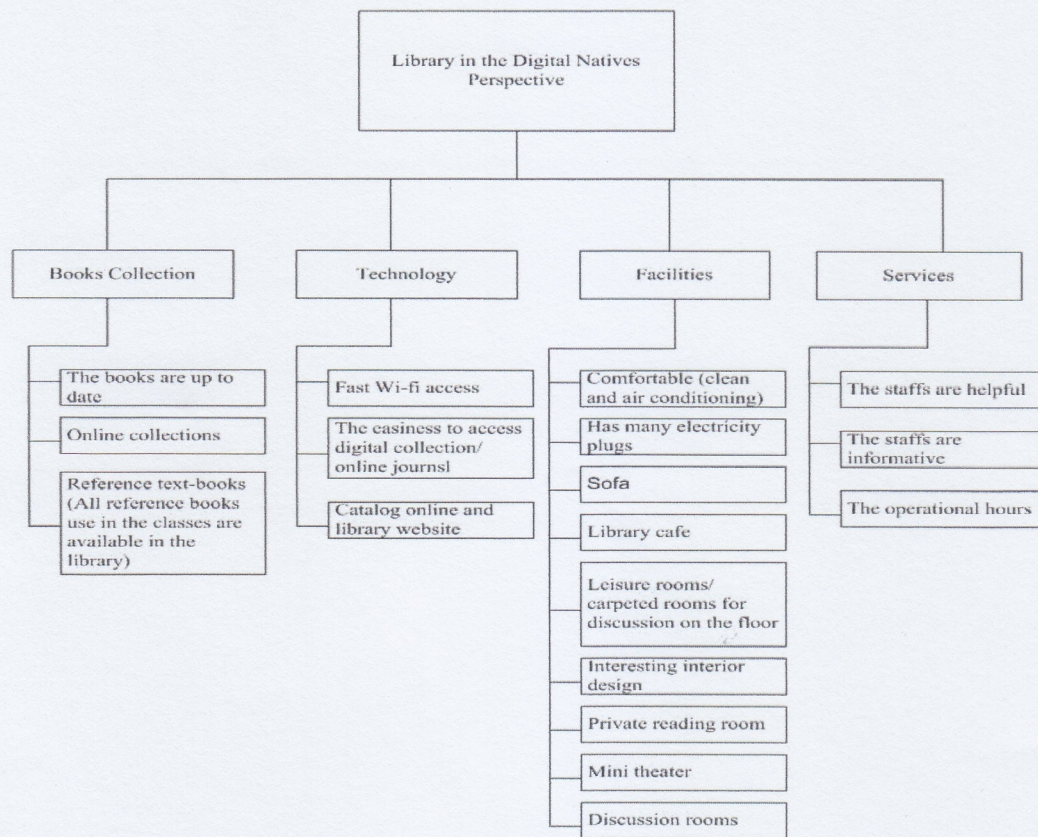 Library in the Digital Natives
Perspective
Books Collection
The books are up to
date
Online collections
Reference text-books
(All reference books
use in the classes are
available in the
library)
Technology
Fast Wi-fi access
The easiness to access
digital collection/
online journsl
Catalog online and
library website
Facilities
Comfortable (clean
and air conditioning)
Has many electricity
plugs
Sofa
Library cafe
Leisure rooms/
carpeted rooms for
discussion on the floor
Interesting interior
design
Private reading room
Mini theater
Discussion rooms
Services
The staffs are helpful
The staffs are
informative
The operational hours